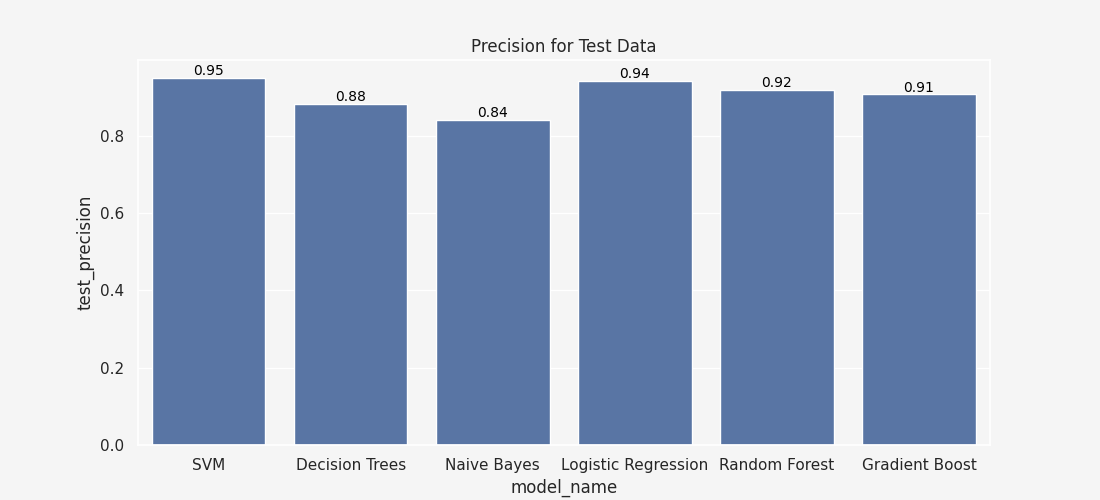 Precision for Test Data
0.95
0.88
0.84
0.94
0.92
0.91
test_precision
0.8
0.6
0.4
0.2
0.0
SVM
Decision Trees
Naive Bayes
Logistic Regression
Random Forest
Gradient Boost
model_name